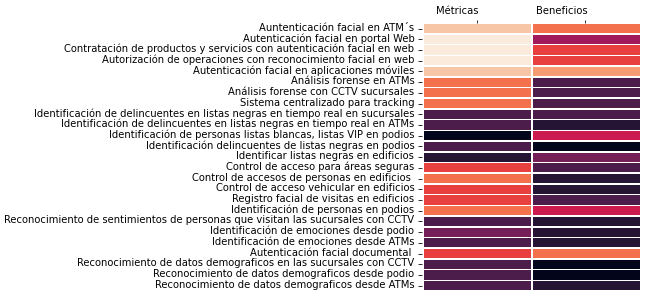 Métricas Beneficios
Auntenticación facial en ATM´s
Autenticación facial en portal Web
Contratación de productos y servicios con autenticación facial en web
Autorización de operaciones con reconocimiento facial en web
Autenticación facial en aplicaciones móviles
Análisis forense en ATMs
Análisis forense con CCTV sucursales
Sistema centralizado para tracking
Identificación de delincuentes en listas negras en tiempo real en sucursales
Identificación de delincuentes en listas negras en tiempo real en ATMs
Identificación de personas listas blancas, listas VIP en podios
Identificación delincuentes de listas negras en podios
Identificar listas negras en edificios
Control de acceso para áreas seguras
Control de accesos de personas en edificios
Control de acceso vehicular en edificios
Registro facial de visitas en edificios
Identificación de personas en podios
Reconocimiento de sentimientos de personas que visitan las sucursales con CCTV
Identificación de emociones desde podio
Identificación de emociones desde ATMs
Autenticación facial documental
Reconocimiento de datos demograficos en las sucursales con CCTV
Reconocimiento de datos demograficos desde podio
Reconocimiento de datos demograficos desde ATMs